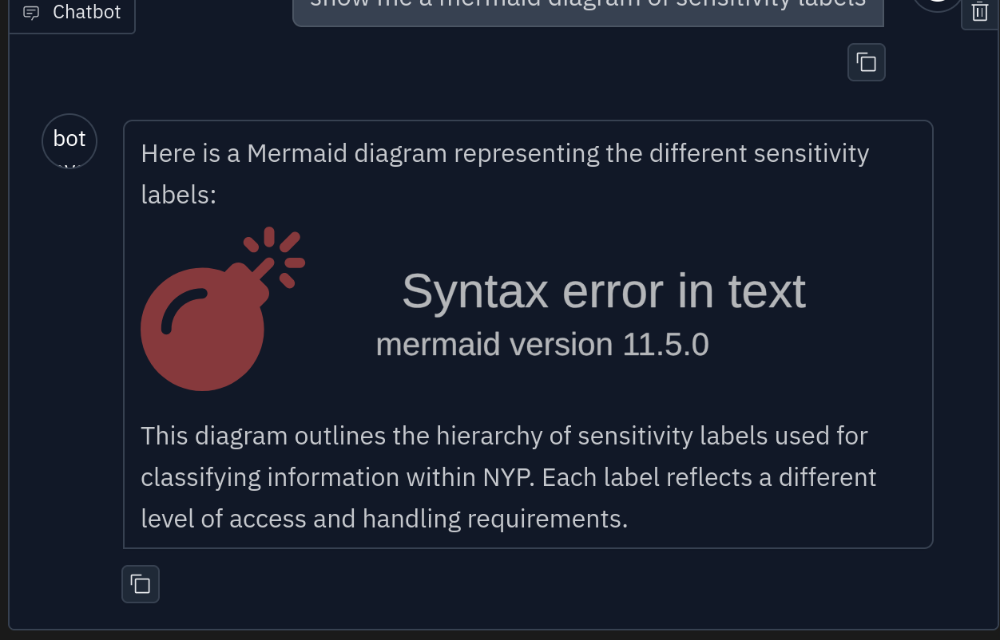 Chatbot
show me a mermaid diagram of sensitivity labels
bot
Here is a Mermaid diagram representing the different sensitivity
labels:
Syntax error in text
mermaid version 11.5.0
This diagram outlines the hierarchy of sensitivity labels used for
classifying information within NYP. Each label reflects a different
level of access and handling requirements.